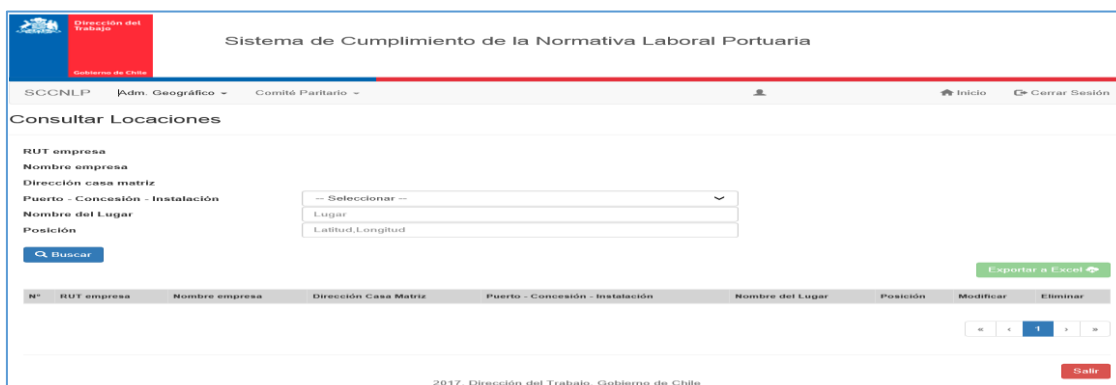 Dirección del
Trabajo
Gobierno de Chile
Sistema de Cumplimiento de la Normativa Laboral Portuaria
SCCNLP Adm. Geográfico Comité Paritario Inicio Cerrar Sesión
Consultar Locaciones
RUT empresa
Nombre empresa
Dirección casa matriz
Puerto - Concesión - Instalación -- Seleccionar --
Nombre del Lugar Lugar
Posición Latitud,Longitud
Buscar
Exportar a Excel
N° RUT empresa Nombre empresa Dirección Casa Matriz Puerto - Concesión - Instalación Nombre del Lugar Posición Modificar Eliminar
« ‹ 1 › »
Salir
2017, Dirección del Trabajo, Gobierno de Chile